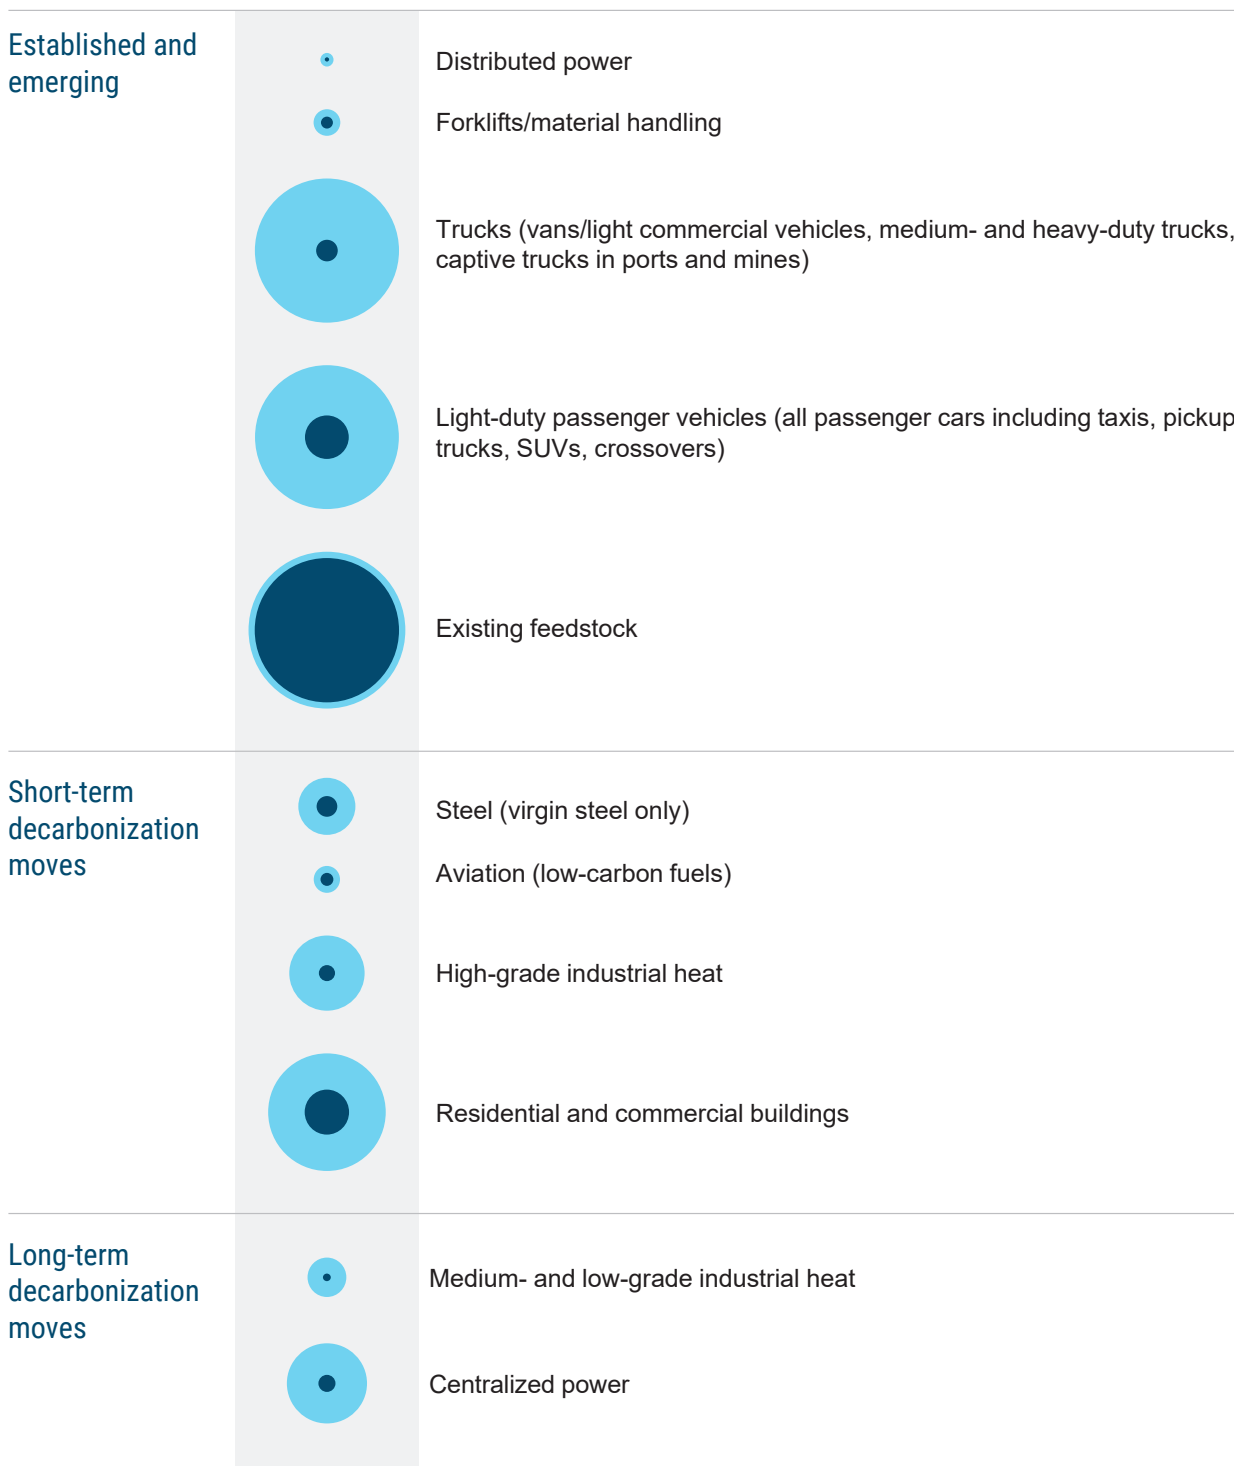 Established and
emerging
Distributed power
Forklifts/material handling
Trucks (vans/light commercial vehicles, medium- and heavy-duty trucks,
captive trucks in ports and mines)
Light-duty passenger vehicles (all passenger cars including taxis, pickup
trucks, SUVs, crossovers)
Existing feedstock
Short-term
decarbonization
moves
Steel (virgin steel only)
Aviation (low-carbon fuels)
High-grade industrial heat
Residential and commercial buildings
Long-term
decarbonization
moves
Medium- and low-grade industrial heat
Centralized power